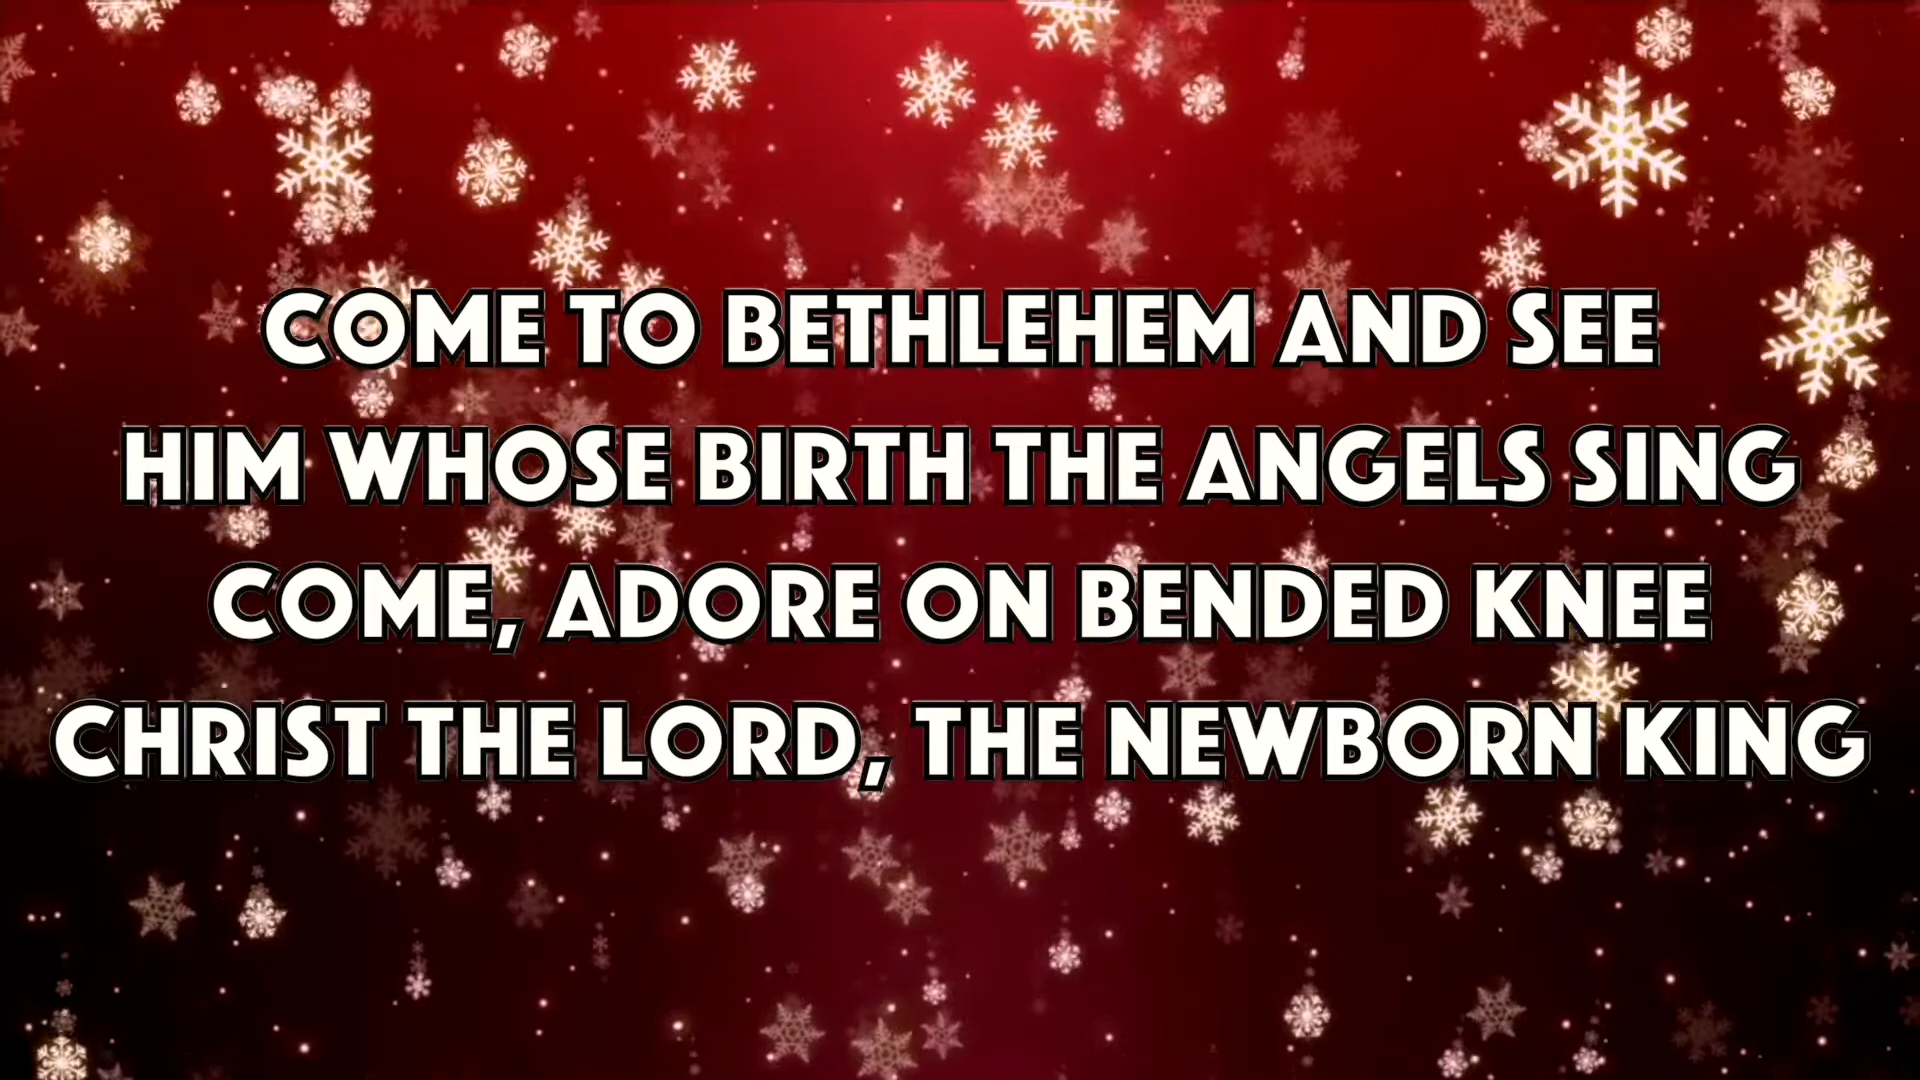 COME TO BETHLEHEM AND SEE
HIM WHOSE BIRTH THE ANGELS SING
COME, ADORE ON BENDED KNEE
CHRIST THE LORD, THE NEWBORN KING